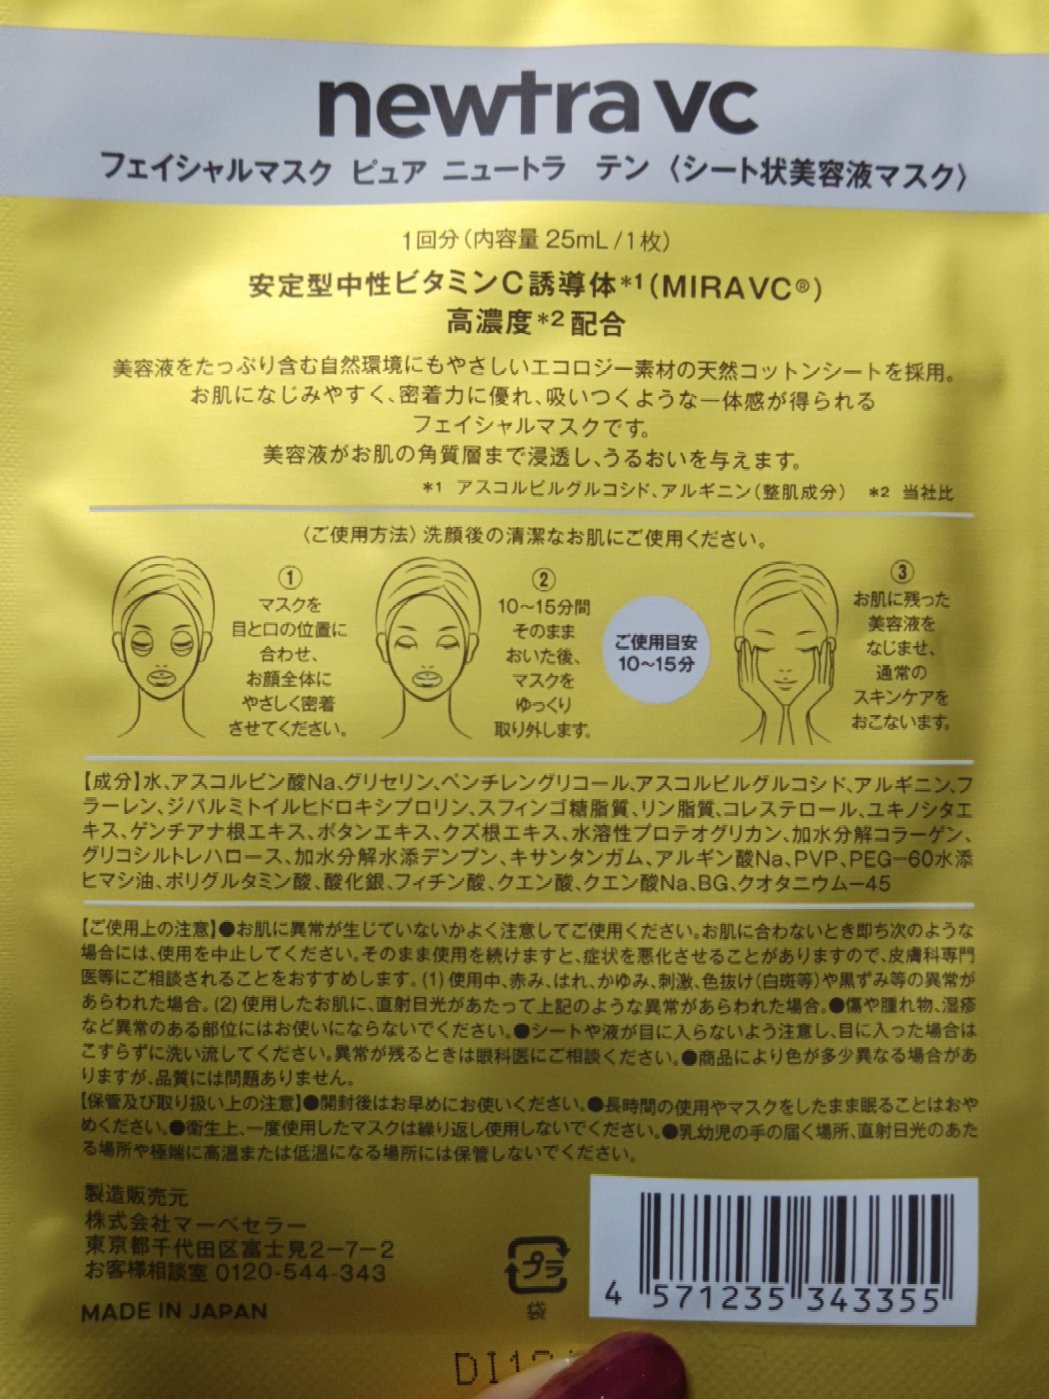 newtra vc
フェイシャルマスク ピュア ニュートラ テン〈シート状美容液マスク〉
1回分(内容量 25mL/1枚)
安定型中性ビタミンC誘導体*1(MIRAVC®)
高濃度*2配合
美容液をたっぷり含む自然環境にもやさしいエコロジー素材の天然コットンシートを採用。
お肌になじみやすく、密着力に優れ、吸いつくような一体感が得られる
フェイシャルマスクです。
美容液がお肌の角質層まで浸透し、うるおいを与えます。
*1 アスコルビルグルコシド、アルギニン(整肌成分) *2 当社比
〈ご使用方法〉洗顔後の清潔なお肌にご使用ください。
①
マスクを
目と口の位置に
合わせ、
お顔全体に
やさしく密着
させてください。
②
10〜15分間
そのまま
おいた後、
マスクを
ゆっくり
取り外します。
ご使用目安
10〜15分
③
お肌に残った
美容液を
なじませ、
通常の
スキンケアを
おこないます。
【成分】水、アスコルビン酸Na、グリセリン、ペンチレングリコール、アスコルビルグルコシド、アルギニン、フ
ラーレン、ジパルミトイルヒドロキシプロリン、スフィンゴ糖脂質、リン脂質、コレステロール、ユキノシタエ
キス、ゲンチアナ根エキス、ボタンエキス、クズ根エキス、水溶性プロテオグリカン、加水分解コラーゲン、
グリコシルトレハロース、加水分解水添デンプン、キサンタンガム、アルギン酸Na、PVP、PEG-60水添
ヒマシ油、ポリグルタミン酸、酸化銀、フィチン酸、クエン酸、クエン酸Na、BG、クオタニウム-45
【ご使用上の注意】●お肌に異常が生じていないかよく注意してご使用ください。お肌に合わないとき即ち次のような
場合には、使用を中止してください。そのまま使用を続けますと、症状を悪化させることがありますので、皮膚科専門
医等にご相談されることをおすすめします。(1)使用中、赤み、はれ、かゆみ、刺激、色抜け(白斑等)や黒ずみ等の異常が
あらわれた場合。(2)使用したお肌に、直射日光があたって上記のような異常があらわれた場合。●傷や腫れ物、湿疹
など異常のある部位にはお使いにならないでください。●シートや液が目に入らないよう注意し、目に入った場合は
こすらずに洗い流してください。異常が残るときは眼科医にご相談ください。●商品により色が多少異なる場合があ
りますが、品質には問題ありません。
【保管及び取り扱い上の注意】●開封後はお早めにお使いください。●長時間の使用やマスクをしたまま眠ることはおや
めください。●衛生上、一度使用したマスクは繰り返し使用しないでください。●乳幼児の手の届く場所、直射日光のあた
る場所や極端に高温または低温になる場所には保管しないでください。
製造販売元
株式会社マーベセラー
東京都千代田区富士見2-7-2
お客様相談室 0120-544-343
MADE IN JAPAN
プラ
袋
4 571235 343355